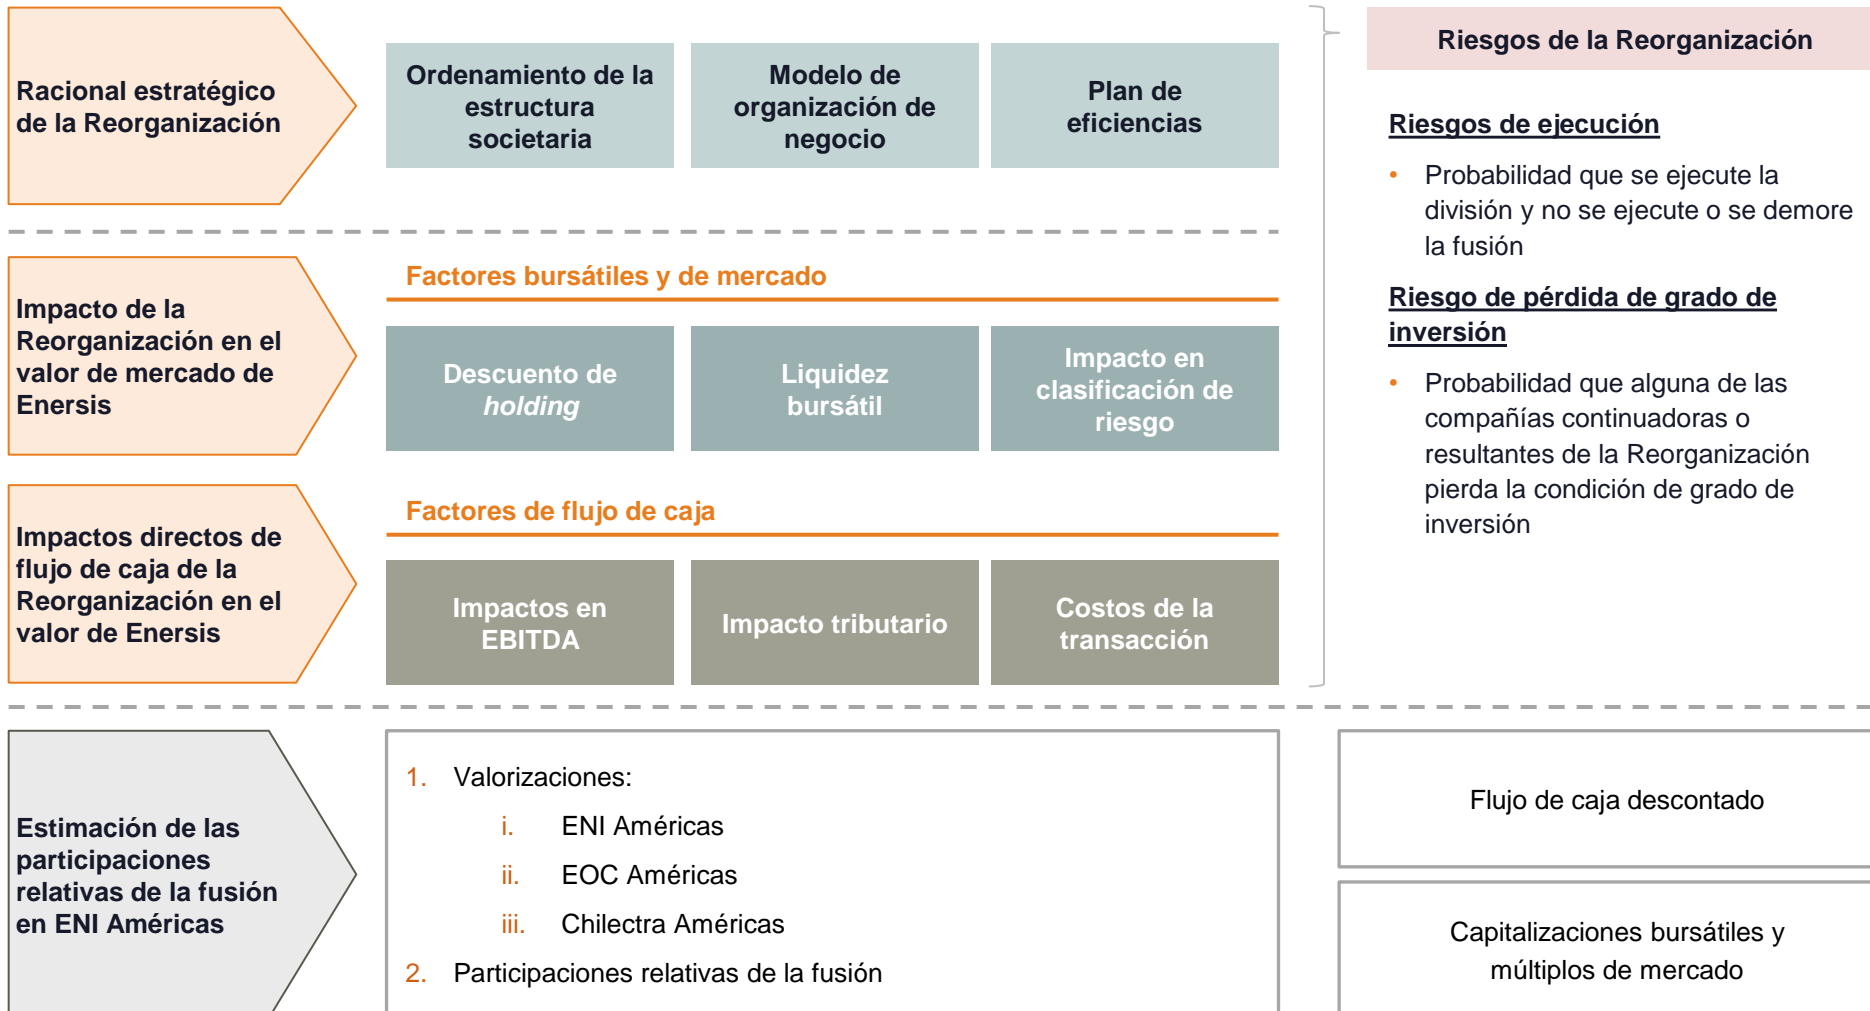 Racional estratégico
de la Reorganización
Ordenamiento de la
estructura
societaria
Modelo de
organización de
negocio
Plan de
eficiencias
Impacto de la
Reorganización en el
valor de mercado de
Enersis
Factores bursátiles y de mercado
Descuento de
holding
Liquidez
bursátil
Impacto en
clasificación de
riesgo
Impactos directos de
flujo de caja de la
Reorganización en el
valor de Enersis
Factores de flujo de caja
Impactos en
EBITDA
Impacto tributario
Costos de la
transacción
Riesgos de la Reorganización
Riesgos de ejecución
• Probabilidad que se ejecute la
división y no se ejecute o se demore
la fusión
Riesgo de pérdida de grado de
inversión
• Probabilidad que alguna de las
compañías continuadoras o
resultantes de la Reorganización
pierda la condición de grado de
inversión
Estimación de las
participaciones
relativas de la fusión
en ENI Américas
1. Valorizaciones:
i. ENI Américas
ii. EOC Américas
iii. Chilectra Américas
2. Participaciones relativas de la fusión
Flujo de caja descontado
Capitalizaciones bursátiles y
múltiplos de mercado